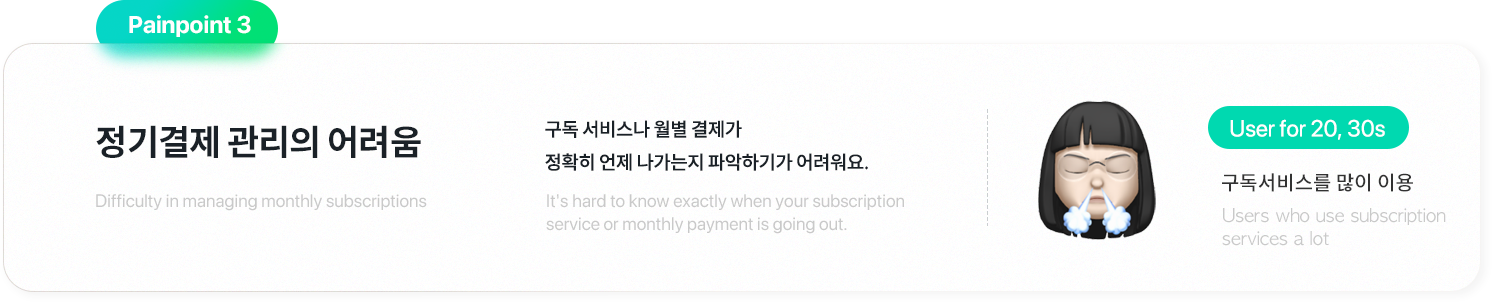 Painpoint 3
정기결제 관리의 어려움
Difficulty in managing monthly subscriptions
구독 서비스나 월별 결제가
정확히 언제 나가는지 파악하기가 어려워요.
It's hard to know exactly when your subscription
service or monthly payment is going out.
User for 20, 30s
구독서비스를 많이 이용
Users who use subscription
services a lot